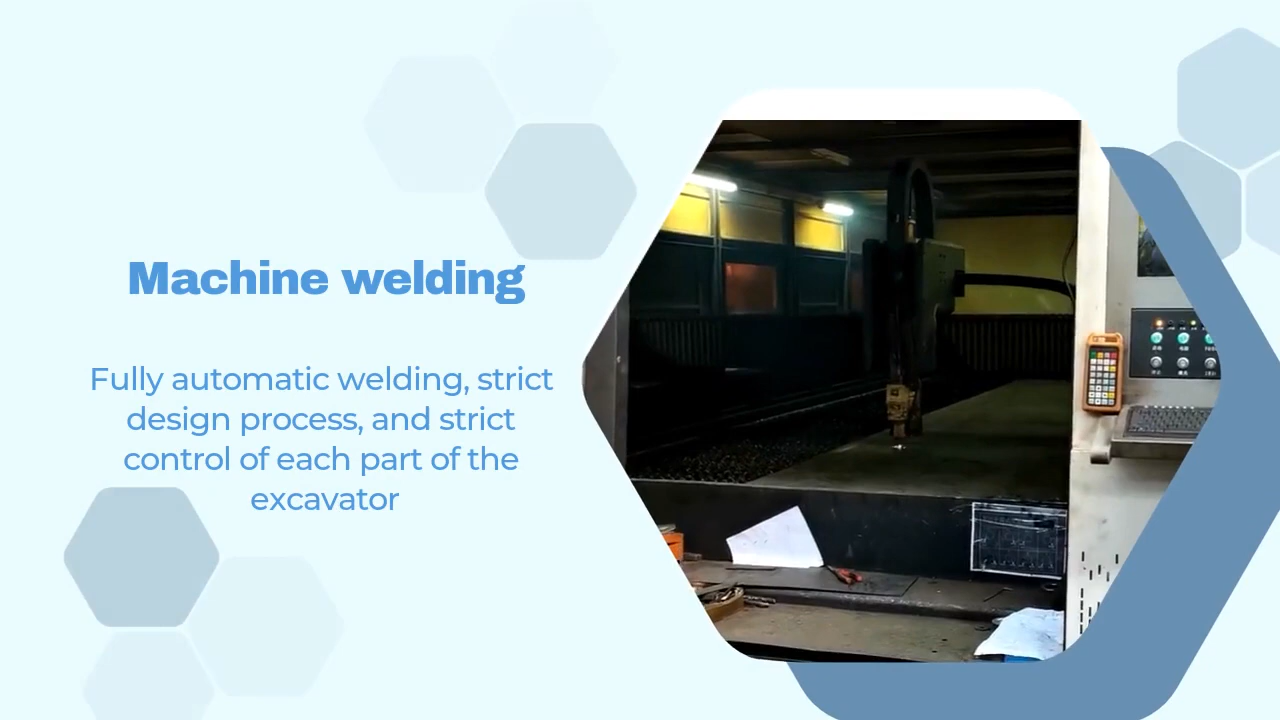 Machine welding
Fully automatic welding, strict
design process, and strict
control of each part of the
excavator